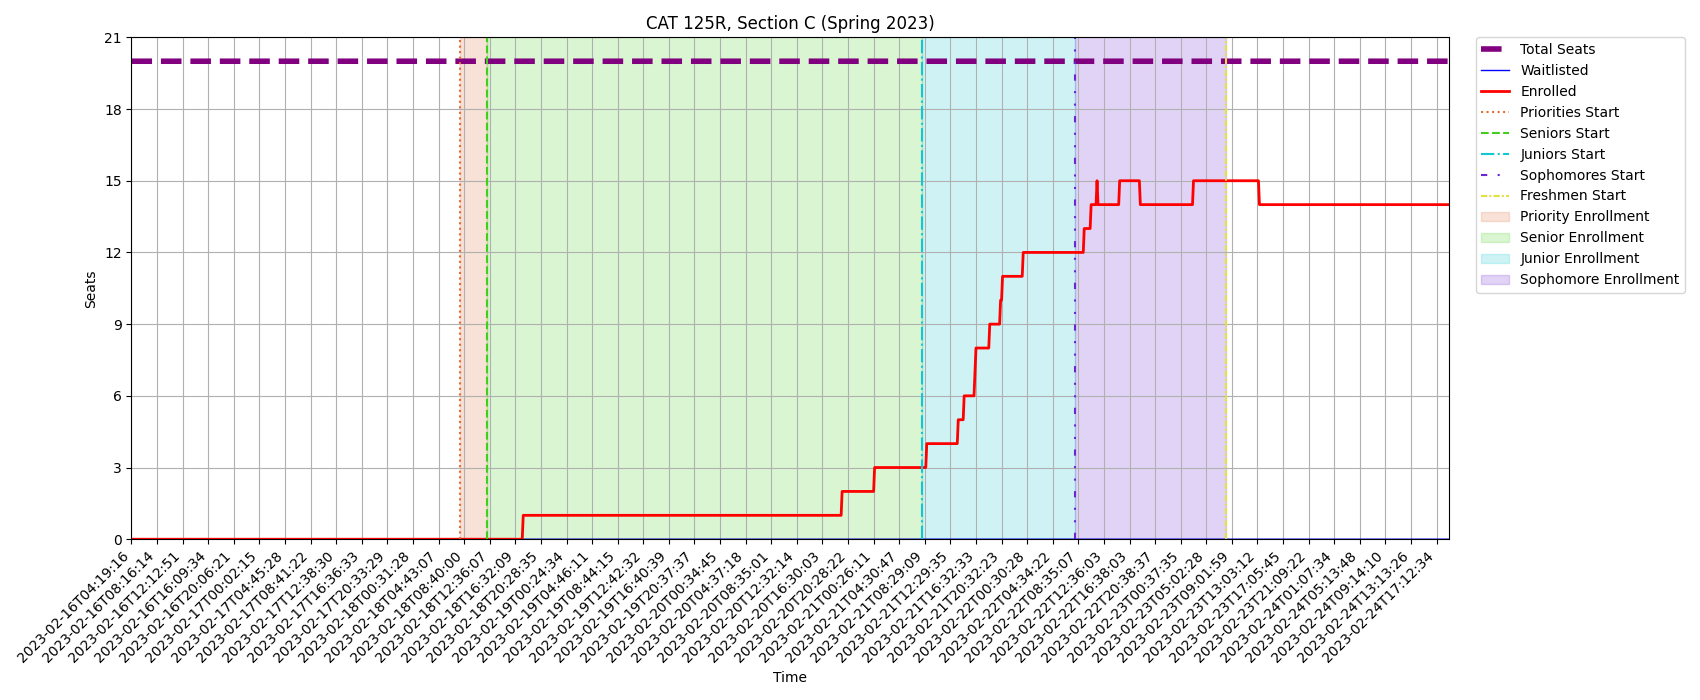 CAT 125R, Section C (Spring 2023)
21
18
15
12
9
6
3
0
Seats
2023-02-16T04:19:16
2023-02-16T08:16:14
2023-02-16T12:12:51
2023-02-16T16:09:34
2023-02-16T20:06:21
2023-02-17T00:02:15
2023-02-17T04:45:28
2023-02-17T08:41:22
2023-02-17T12:38:30
2023-02-17T16:36:33
2023-02-17T20:33:29
2023-02-18T00:31:28
2023-02-18T04:43:07
2023-02-18T08:40:00
2023-02-18T12:36:07
2023-02-18T16:32:09
2023-02-18T20:28:35
2023-02-19T00:24:34
2023-02-19T04:46:11
2023-02-19T08:44:15
2023-02-19T12:42:32
2023-02-19T16:40:39
2023-02-19T20:37:37
2023-02-20T00:34:45
2023-02-20T04:37:18
2023-02-20T08:35:01
2023-02-20T12:32:14
2023-02-20T16:30:03
2023-02-20T20:28:22
2023-02-21T00:26:11
2023-02-21T04:30:47
2023-02-21T08:29:09
2023-02-21T12:29:35
2023-02-21T16:32:33
2023-02-21T20:32:23
2023-02-22T00:30:28
2023-02-22T04:34:22
2023-02-22T08:35:07
2023-02-22T12:36:03
2023-02-22T16:38:03
2023-02-22T20:38:37
2023-02-23T00:37:35
2023-02-23T05:02:28
2023-02-23T09:01:59
2023-02-23T13:03:12
2023-02-23T17:05:45
2023-02-23T21:09:22
2023-02-24T01:07:34
2023-02-24T05:13:48
2023-02-24T09:14:10
2023-02-24T13:13:26
2023-02-24T17:12:34
Time
Total Seats
Waitlisted
Enrolled
Priorities Start
Seniors Start
Juniors Start
Sophomores Start
Freshmen Start
Priority Enrollment
Senior Enrollment
Junior Enrollment
Sophomore Enrollment